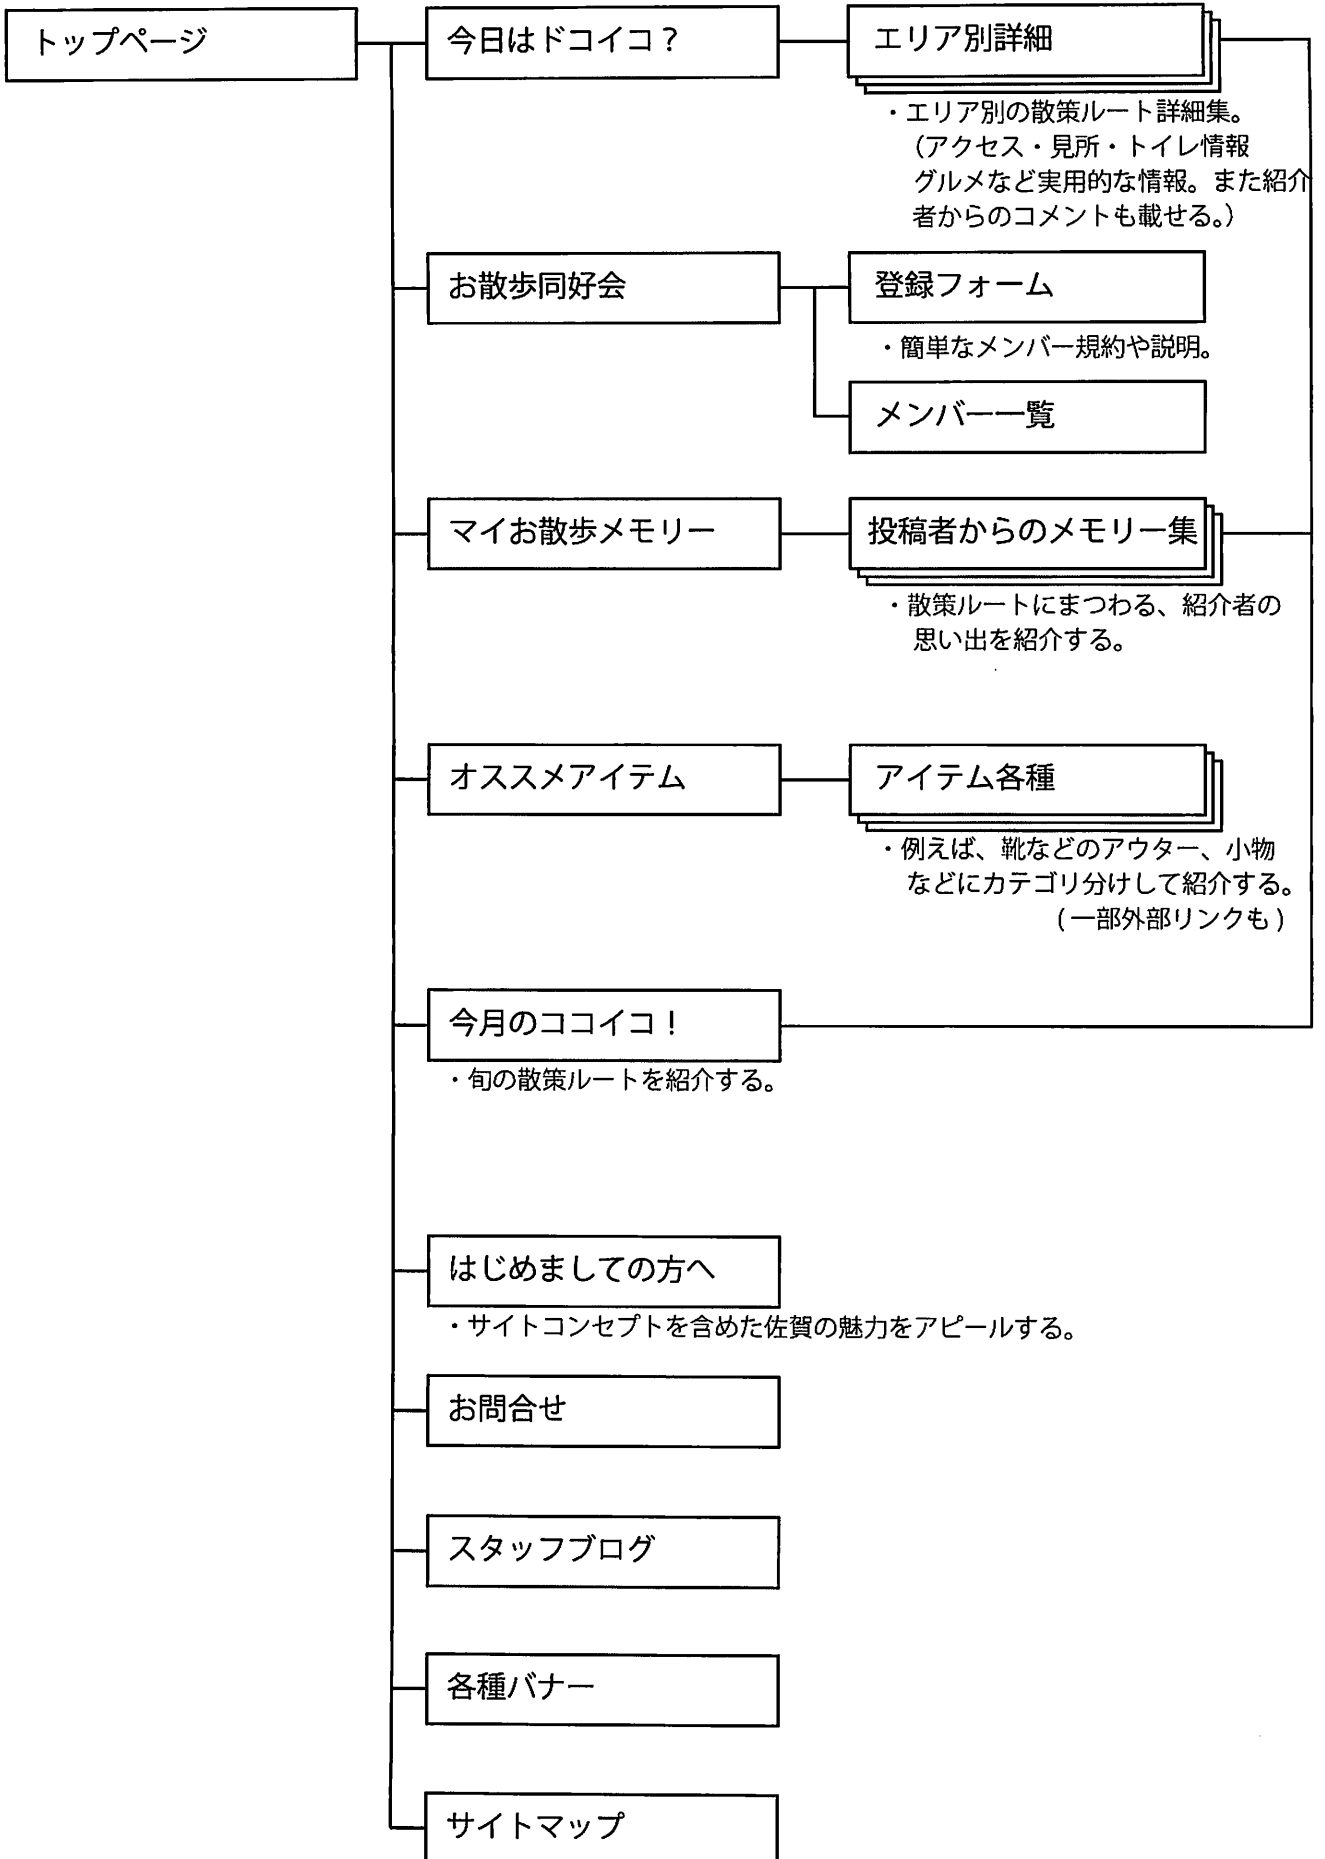 トップページ
今日はドコイコ？
エリア別詳細
・エリア別の散策ルート詳細集。
（アクセス・見所・トイレ情報
グルメなど実用的な情報。また紹介
者からのコメントも載せる。）
お散歩同好会
登録フォーム
・簡単なメンバー規約や説明。
メンバー一覧
マイお散歩メモリー
投稿者からのメモリー集
・散策ルートにまつわる、紹介者の
思い出を紹介する。
オススメアイテム
アイテム各種
・例えば、靴などのアウター、小物
などにカテゴリ分けして紹介する。
(一部外部リンクも)
今月のココイコ！
・旬の散策ルートを紹介する。
はじめましての方へ
・サイトコンセプトを含めた佐賀の魅力をアピールする。
お問合せ
スタッフブログ
各種バナー
サイトマップ